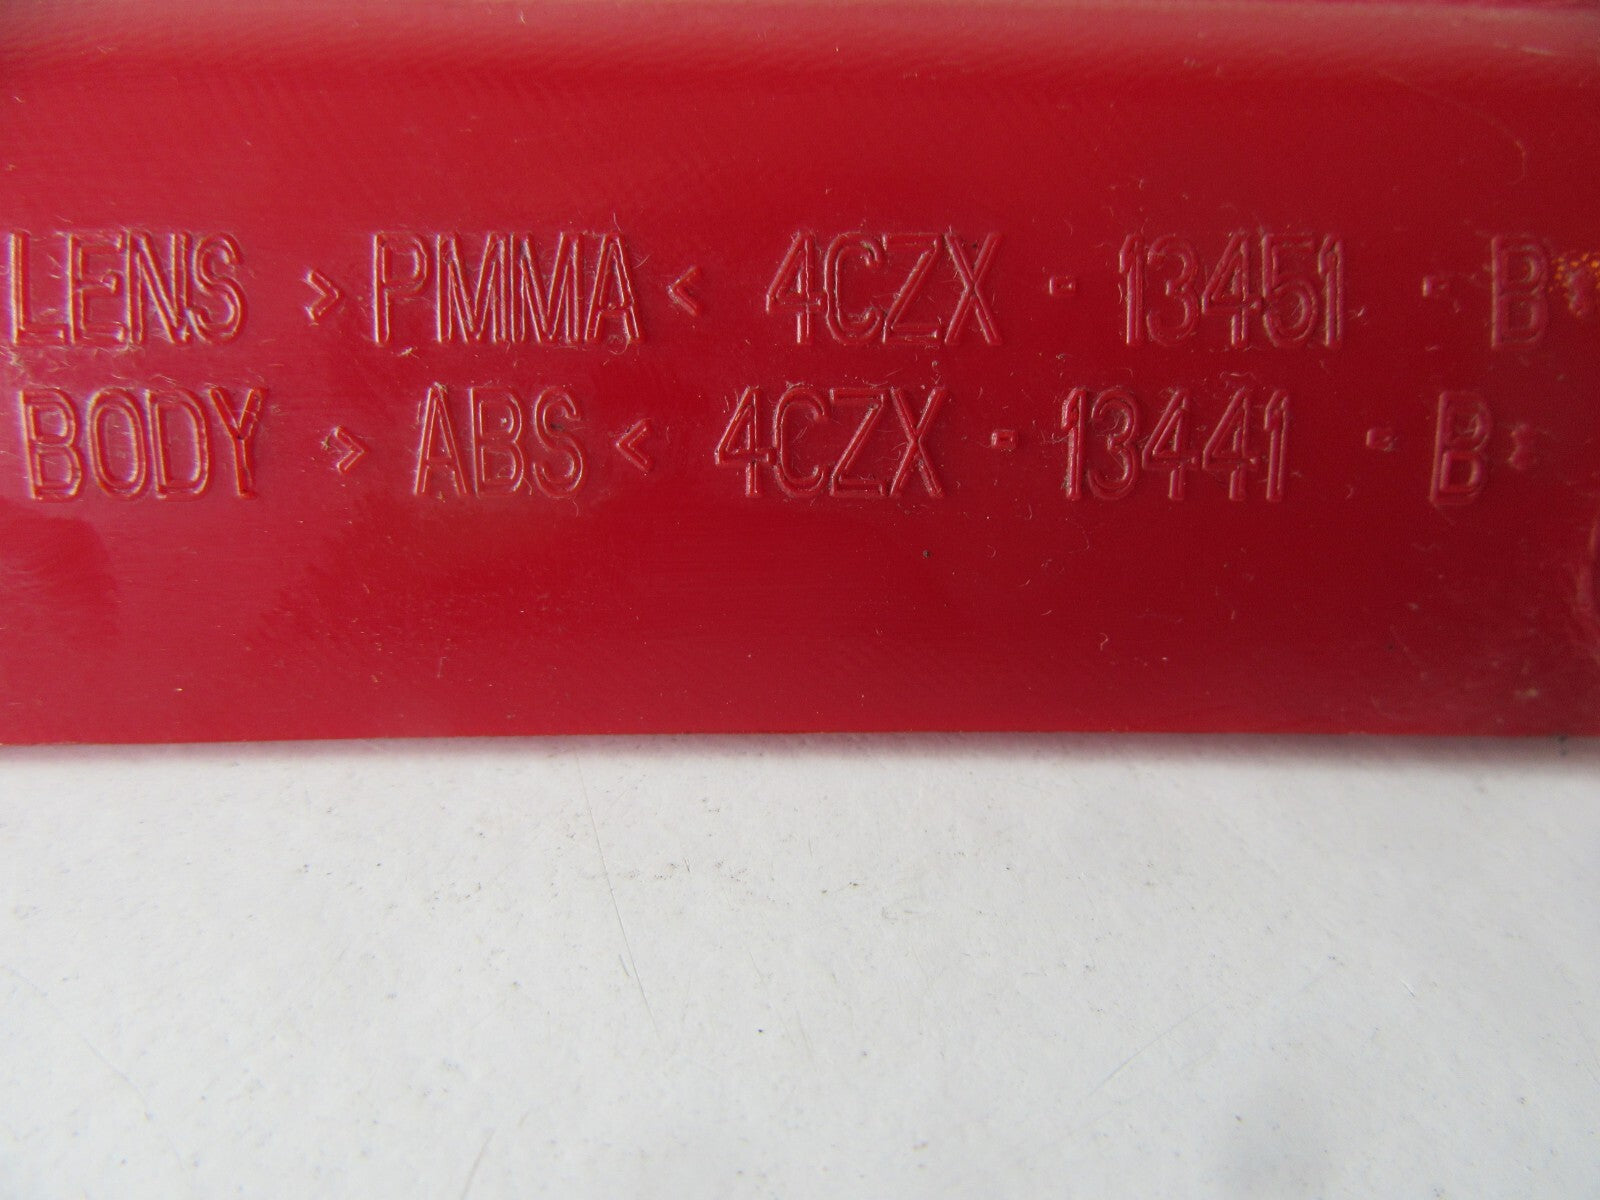 LENS >PMMA< 4CZX - 13451 - B
BODY >ABS< 4CZX - 13441 - B